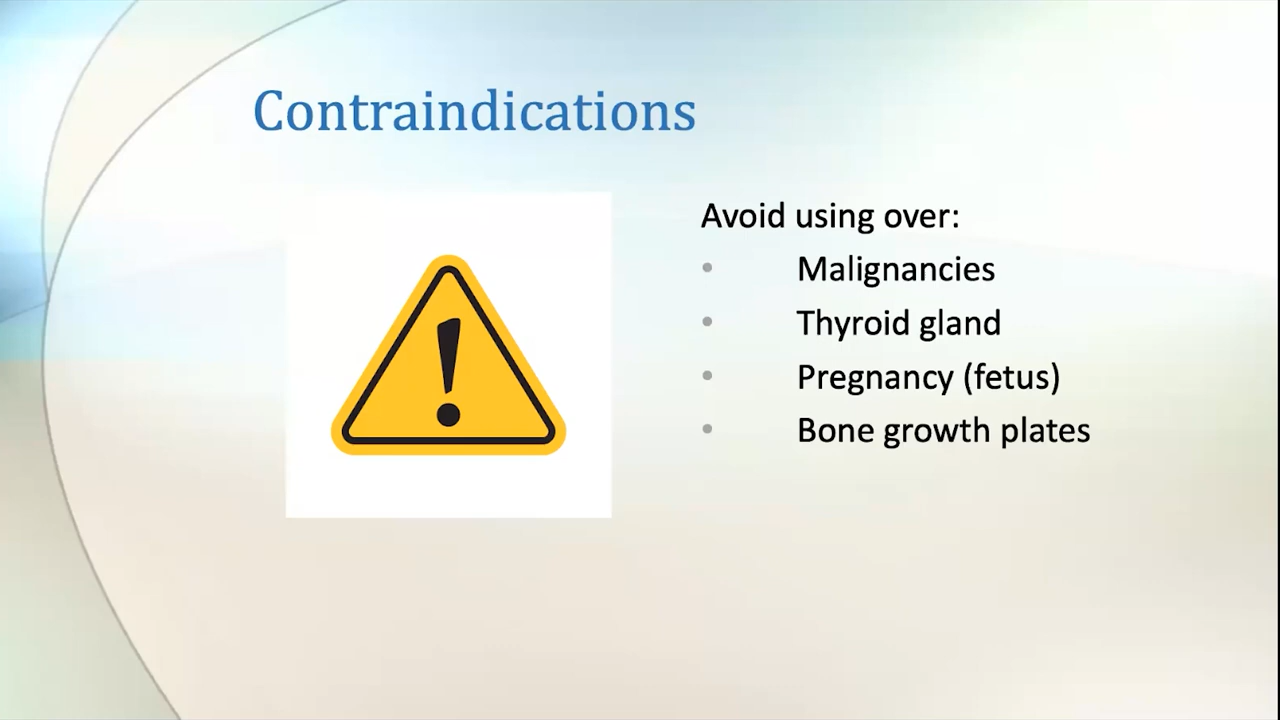 Contraindications
Avoid using over:
• Malignancies
• Thyroid gland
• Pregnancy (fetus)
• Bone growth plates